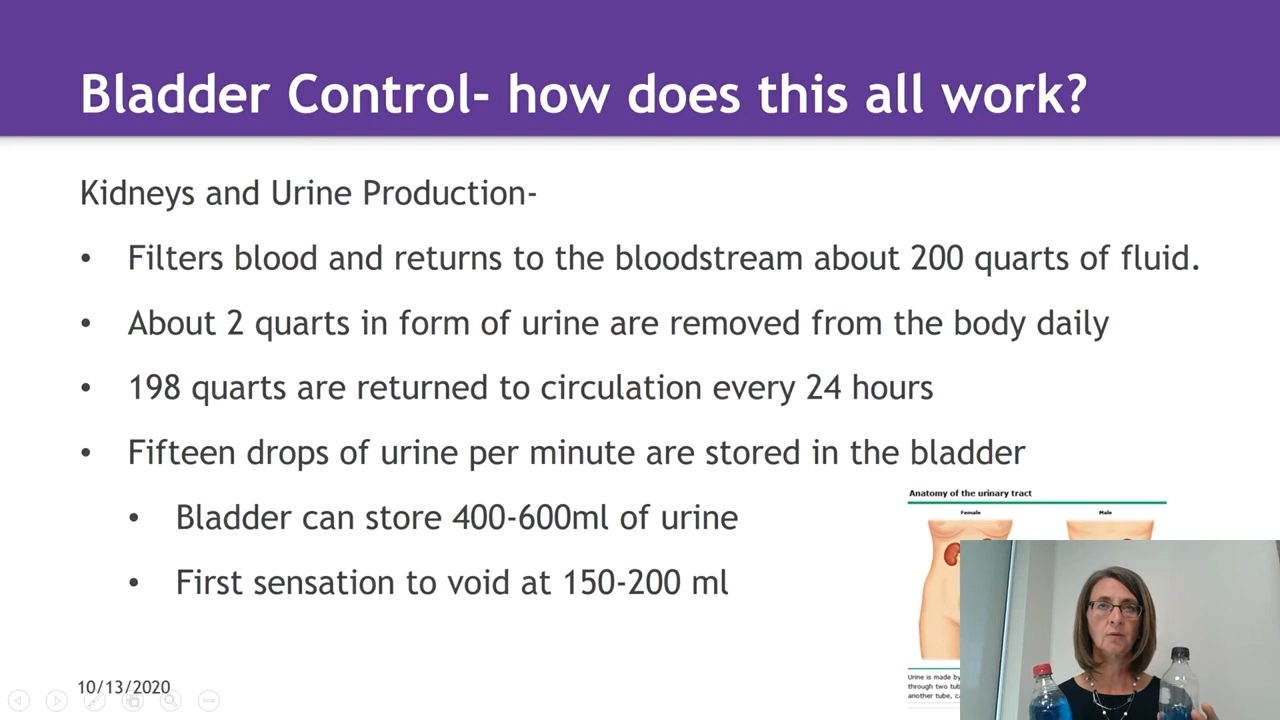 Bladder Control- how does this all work?
Kidneys and Urine Production-
• Filters blood and returns to the bloodstream about 200 quarts of fluid.
• About 2 quarts in form of urine are removed from the body daily
• 198 quarts are returned to circulation every 24 hours
• Fifteen drops of urine per minute are stored in the bladder
• Bladder can store 400-600ml of urine
• First sensation to void at 150-200 ml
Anatomy of the urinary tract
Female Male
Urine is made by
through two
another tube,
10/13/2020